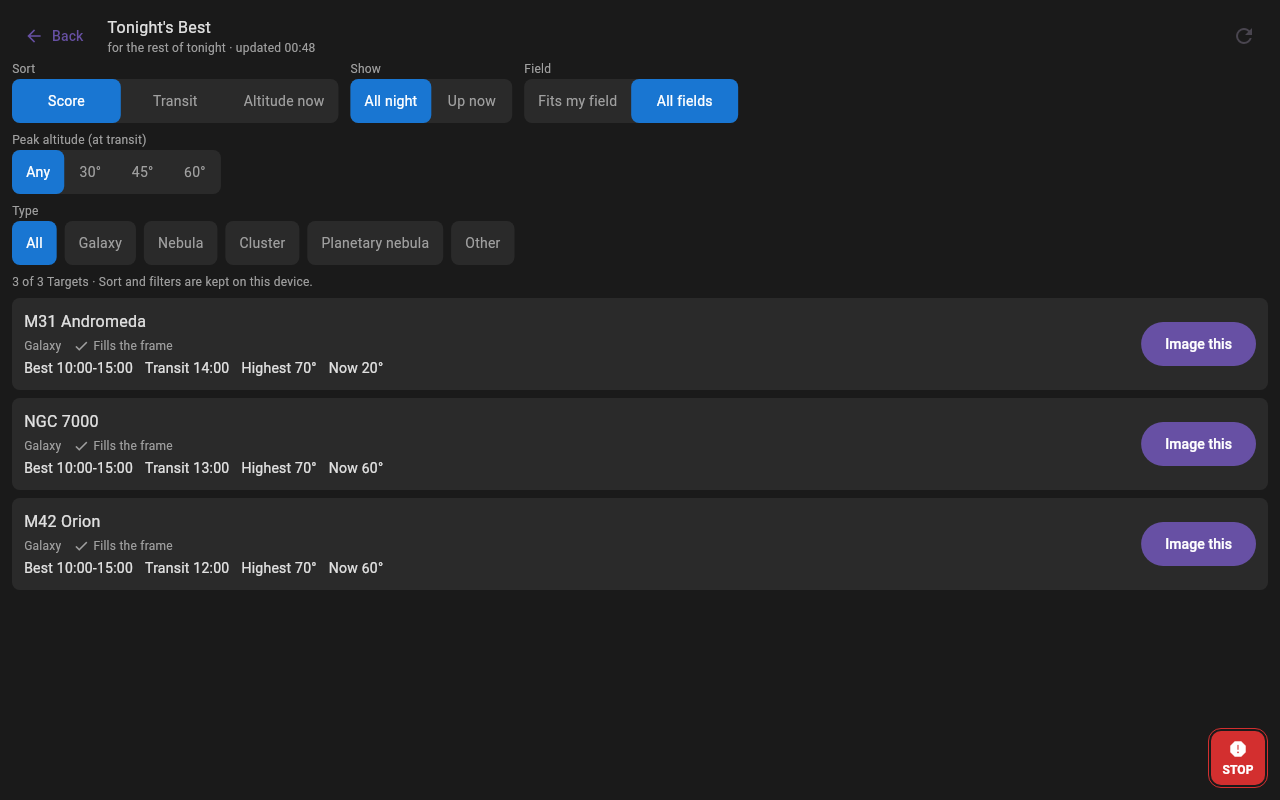 Back
Tonight's Best
for the rest of tonight · updated 00:48
Sort
Show
Field
Score Transit Altitude now
All night Up now
Fits my field All fields
Peak altitude (at transit)
Any 30° 45° 60°
Type
All Galaxy Nebula Cluster Planetary nebula Other
3 of 3 Targets · Sort and filters are kept on this device.
M31 Andromeda
Galaxy Fills the frame
Best 10:00-15:00 Transit 14:00 Highest 70° Now 20°
Image this
NGC 7000
Galaxy Fills the frame
Best 10:00-15:00 Transit 13:00 Highest 70° Now 60°
Image this
M42 Orion
Galaxy Fills the frame
Best 10:00-15:00 Transit 12:00 Highest 70° Now 60°
Image this
STOP